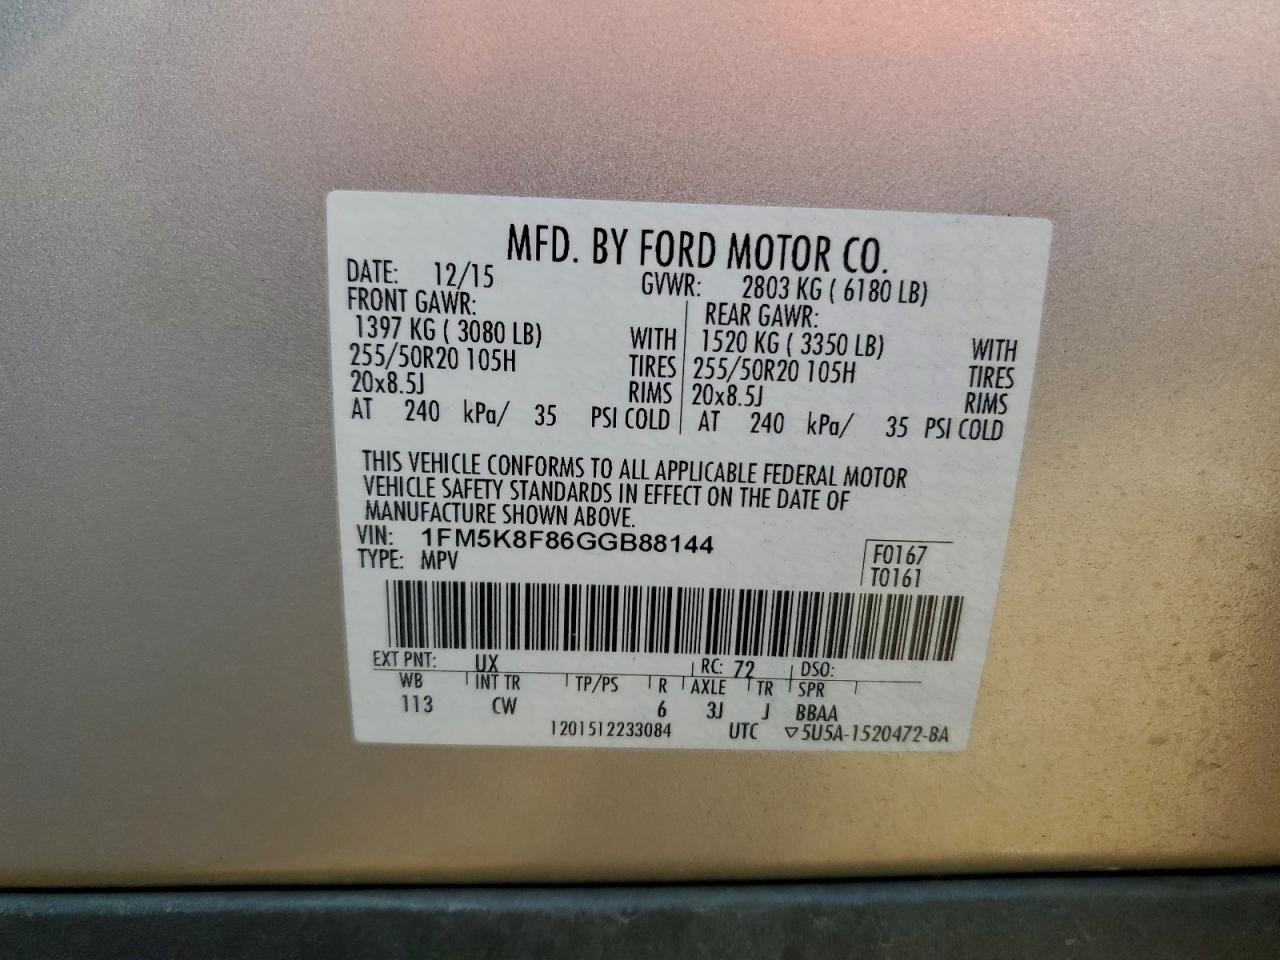 MFD. BY FORD MOTOR CO.
DATE: 12/15 GVWR: 2803 KG ( 6180 LB)
FRONT GAWR: REAR GAWR:
1397 KG ( 3080 LB) WITH 1520 KG ( 3350 LB) WITH
255/50R20 105H TIRES 255/50R20 105H TIRES
20x8.5J RIMS 20x8.5J RIMS
AT 240 kPa/ 35 PSI COLD AT 240 kPa/ 35 PSI COLD
THIS VEHICLE CONFORMS TO ALL APPLICABLE FEDERAL MOTOR
VEHICLE SAFETY STANDARDS IN EFFECT ON THE DATE OF
MANUFACTURE SHOWN ABOVE.
VIN: 1FM5K8F86GGB88144
TYPE: MPV
F0167
T0161
EXT PNT: UX RC: 72 DSO:
WB INT TR TP/PS R AXLE TR SPR
113 CW 6 3J J BBAA
1201512233084 UTC ▽5U5A-1520472-BA